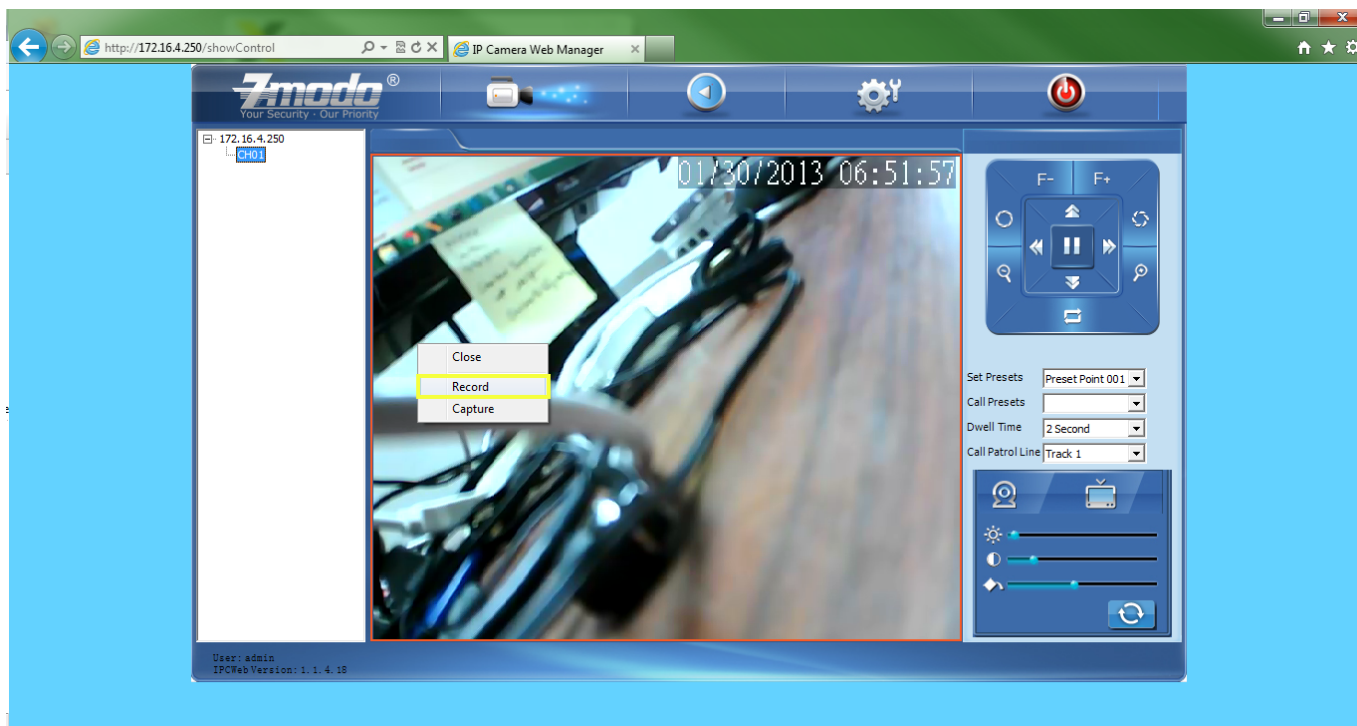 http://172.16.4.250/showControl
IP Camera Web Manager
7modo®
Your Security · Our Priority
172.16.4.250
CH01
01/30/2013 06:51:57
F- F+
Close
Record
Capture
Set Presets Preset Point 001
Call Presets
Dwell Time 2 Second
Call Patrol Line Track 1
User: admin
IPCWeb Version: 1.1.4.18